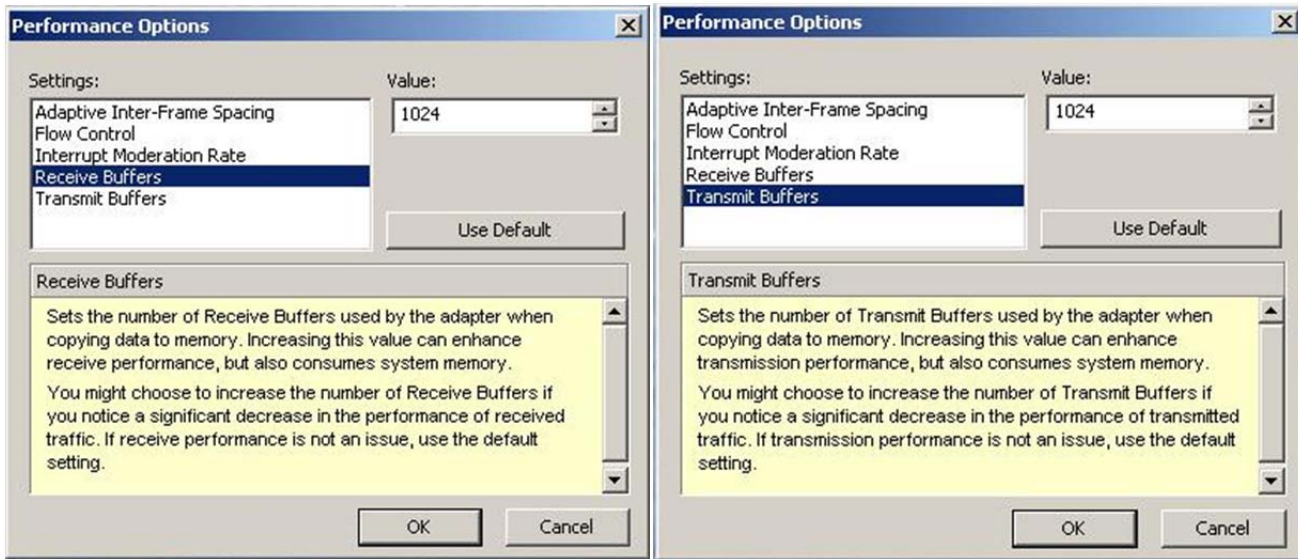 Performance Options
Settings:
Value:
Adaptive Inter-Frame Spacing
Flow Control
Interrupt Moderation Rate
Receive Buffers
Transmit Buffers
1024
Use Default
Receive Buffers
Sets the number of Receive Buffers used by the adapter when
copying data to memory. Increasing this value can enhance
receive performance, but also consumes system memory.
You might choose to increase the number of Receive Buffers if
you notice a significant decrease in the performance of received
traffic. If receive performance is not an issue, use the default
setting.
OK
Cancel
Performance Options
Settings:
Value:
Adaptive Inter-Frame Spacing
Flow Control
Interrupt Moderation Rate
Receive Buffers
Transmit Buffers
1024
Use Default
Transmit Buffers
Sets the number of Transmit Buffers used by the adapter when
copying data to memory. Increasing this value can enhance
transmission performance, but also consumes system memory.
You might choose to increase the number of Transmit Buffers if
you notice a significant decrease in the performance of transmitted
traffic. If transmission performance is not an issue, use the default
setting.
OK
Cancel